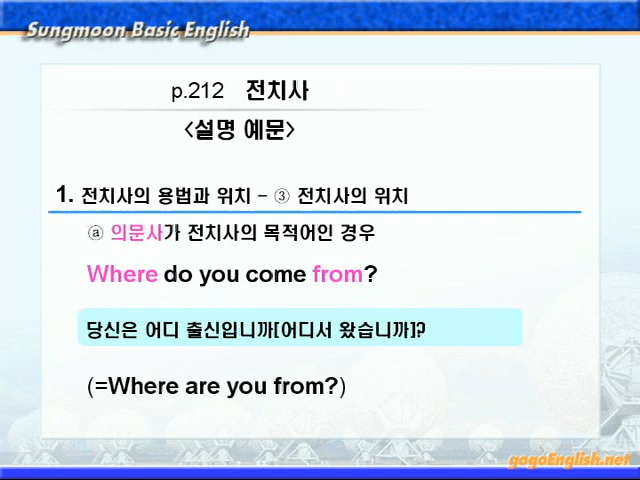 Sungmoon Basic English
p.212 전치사
<설명 예문>
1. 전치사의 용법과 위치 - ③ 전치사의 위치
ⓐ 의문사가 전치사의 목적어인 경우
Where do you come from?
당신은 어디 출신입니까[어디서 왔습니까]?
(=Where are you from?)
gogoEnglish.net